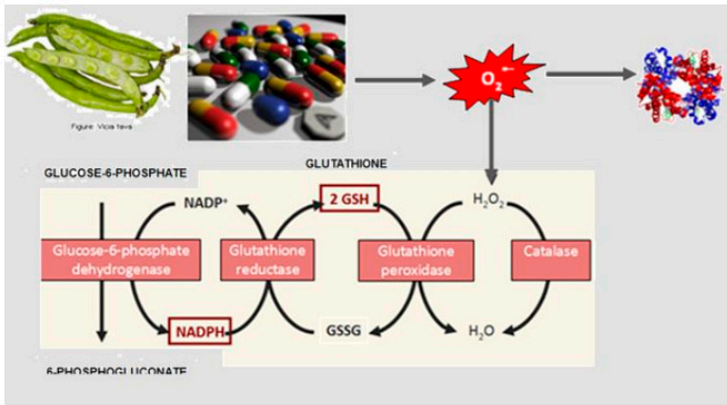 Figure: Vicia fava
O₂•–
GLUCOSE-6-PHOSPHATE
GLUTATHIONE
NADP⁺
2 GSH
H₂O₂
Glucose-6-phosphate
dehydrogenase
Glutathione
reductase
Glutathione
peroxidase
Catalase
NADPH
GSSG
H₂O
6-PHOSPHOGLUCONATE